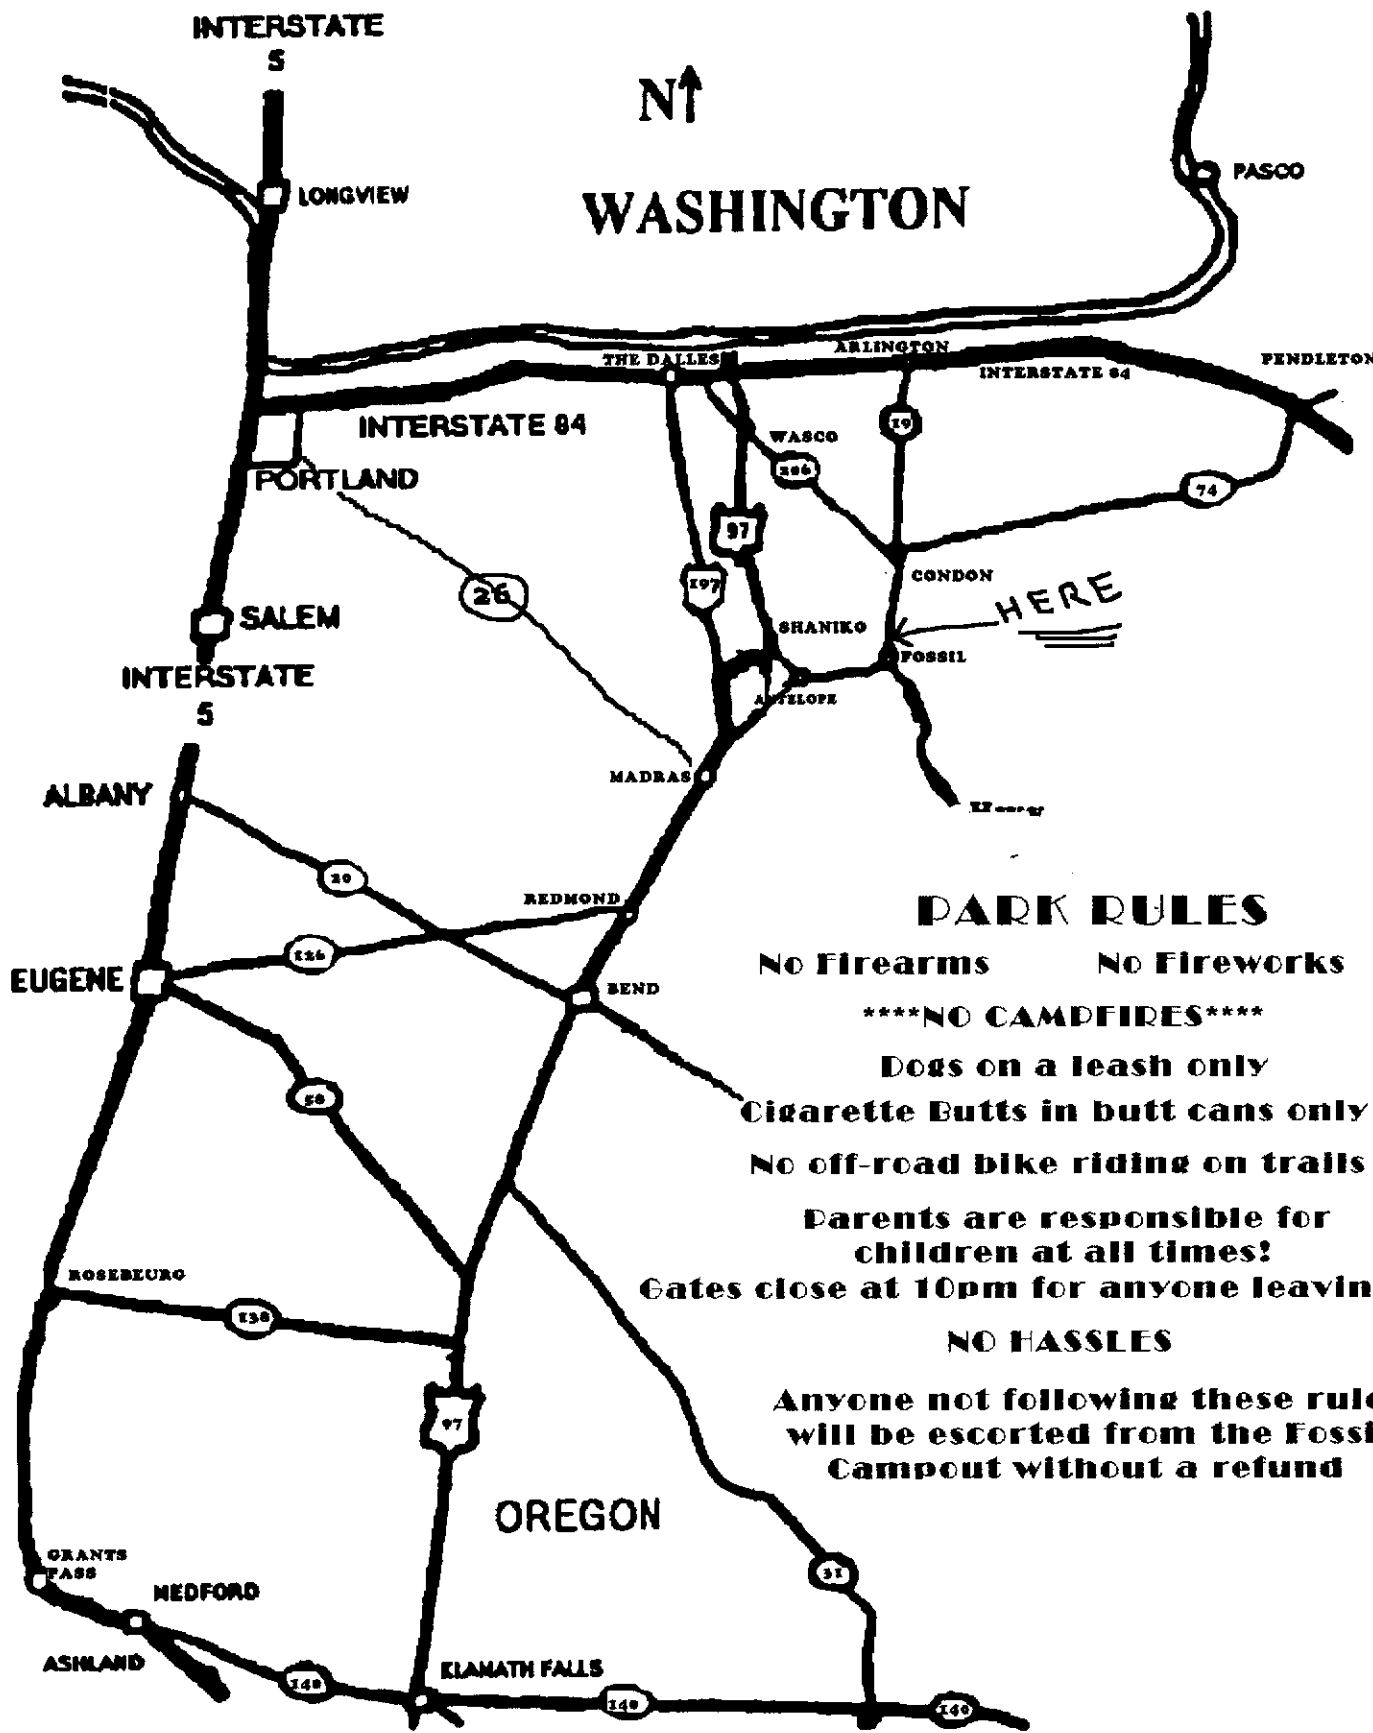 INTERSTATE
5
N
LONGVIEW
PASCO
WASHINGTON
THE DALLES
ARLINGTON
INTERSTATE 84
PENDLETON
INTERSTATE 84
WASCO
19
PORTLAND
206
74
97
197
CONDON
26
HERE
SALEM
SHANIKO
FOSSIL
INTERSTATE
5
ANTELOPE
MADRAS
ALBANY
20
REDMOND
PARK RULES
126
No Firearms No Fireworks
EUGENE
BEND
****NO CAMPFIRES****
Dogs on a leash only
58
Cigarette Butts in butt cans only
No off-road bike riding on trails
Parents are responsible for
children at all times!
ROSEBEURG
Gates close at 10pm for anyone leavin
138
NO HASSLES
Anyone not following these rule
97
will be escorted from the Fossi
Campout without a refund
OREGON
GRANTS
PASS
31
MEDFORD
ASHLAND
140
KLAMATH FALLS
140
140